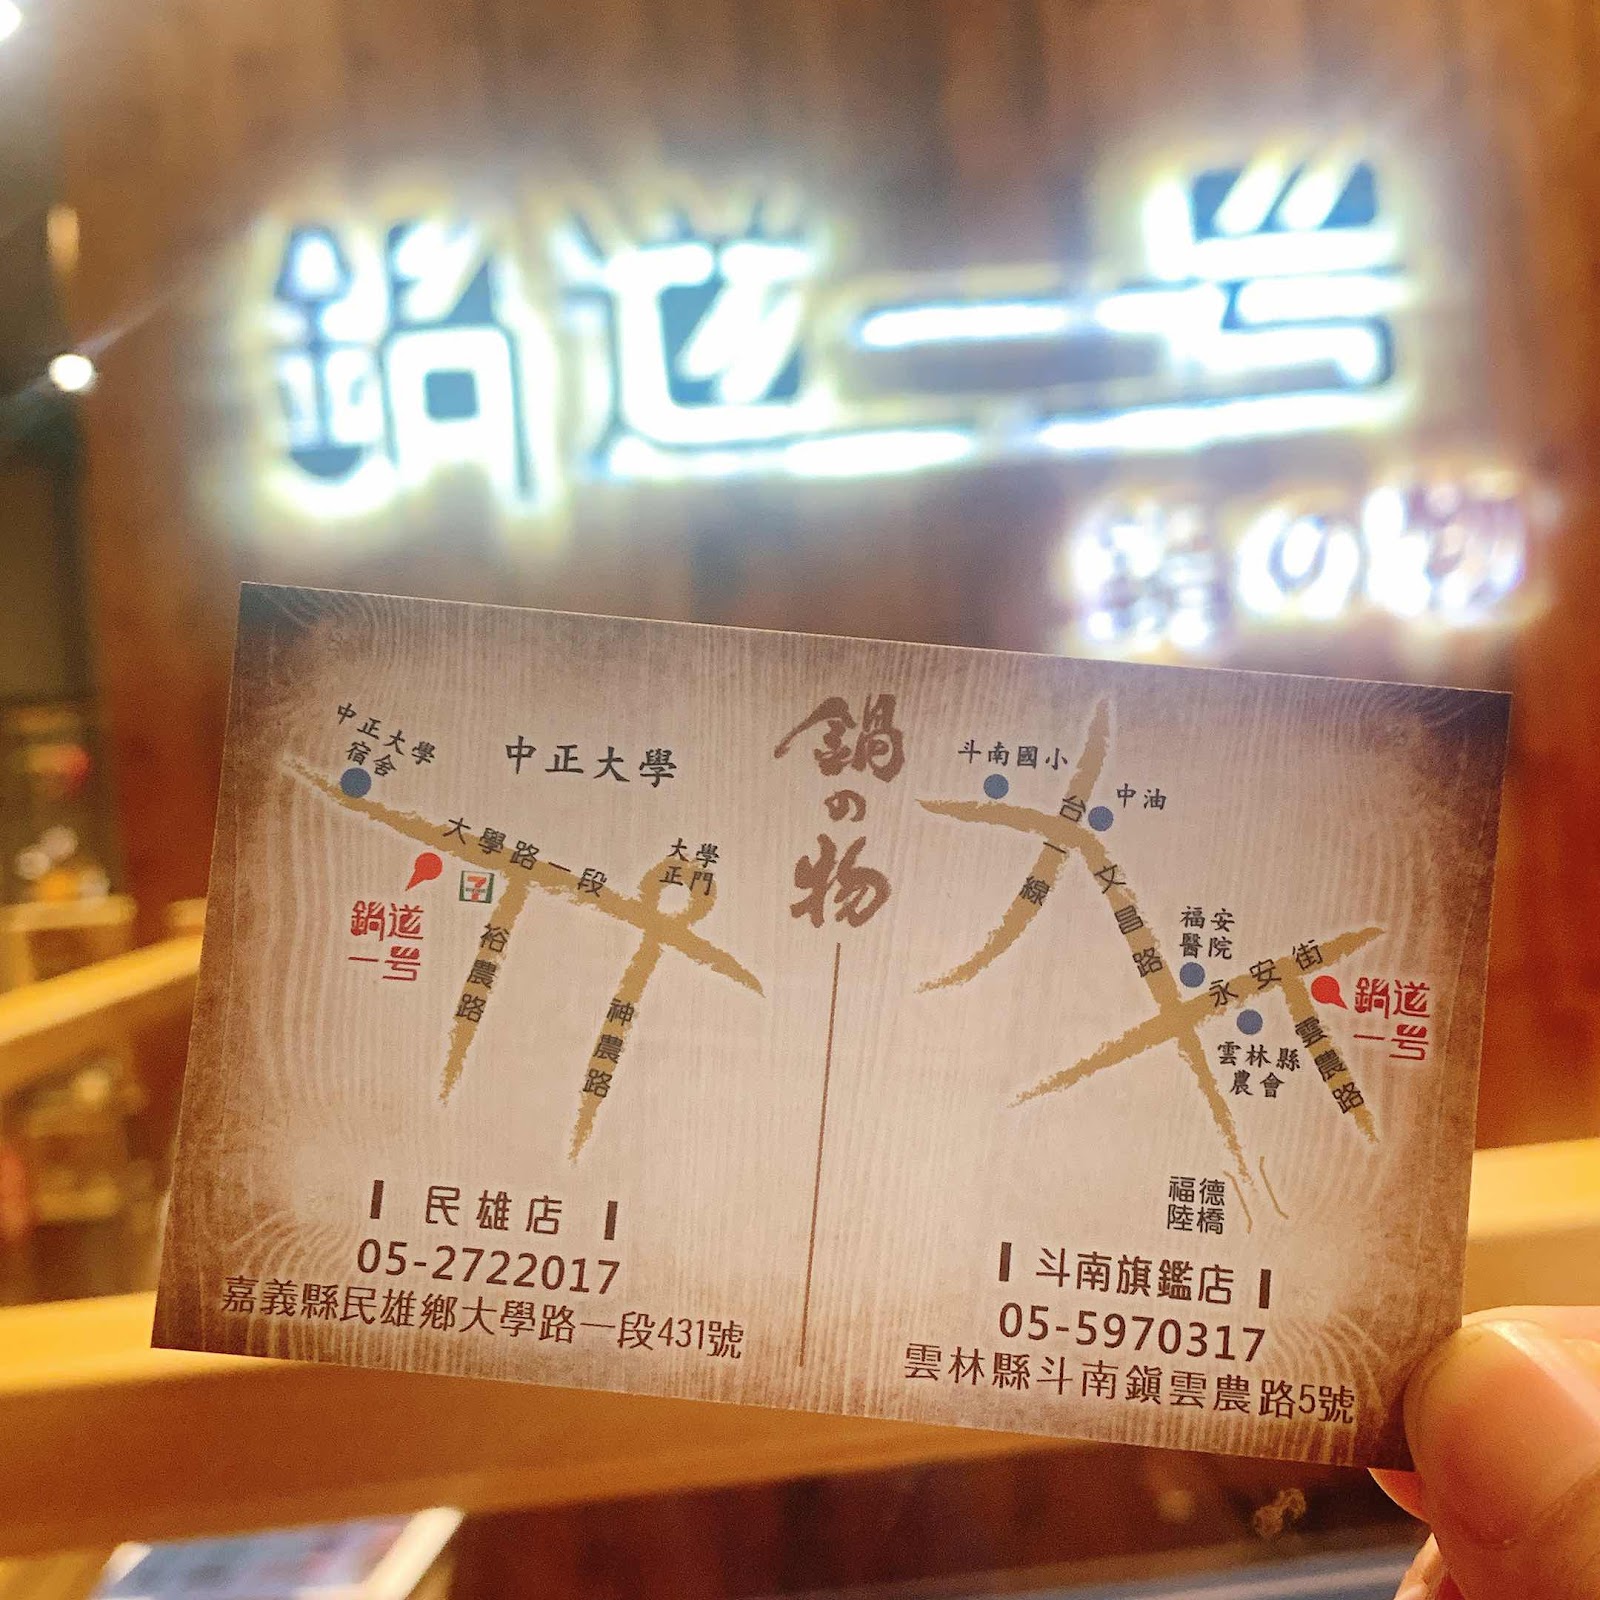 鍋道一号
鍋の物
鍋の物
中正大學
宿舍
中正大學
大學路一段
大學
正門
7
鍋道
一号
裕農路
神農路
民雄店
05-2722017
嘉義縣民雄鄉大學路一段431號
斗南國小
中油
台一線
文昌路
福安
醫院
永安街
鍋道
一号
雲林縣
農會
雲農路
福德
陸橋
斗南旗鑑店
05-5970317
雲林縣斗南鎮雲農路5號